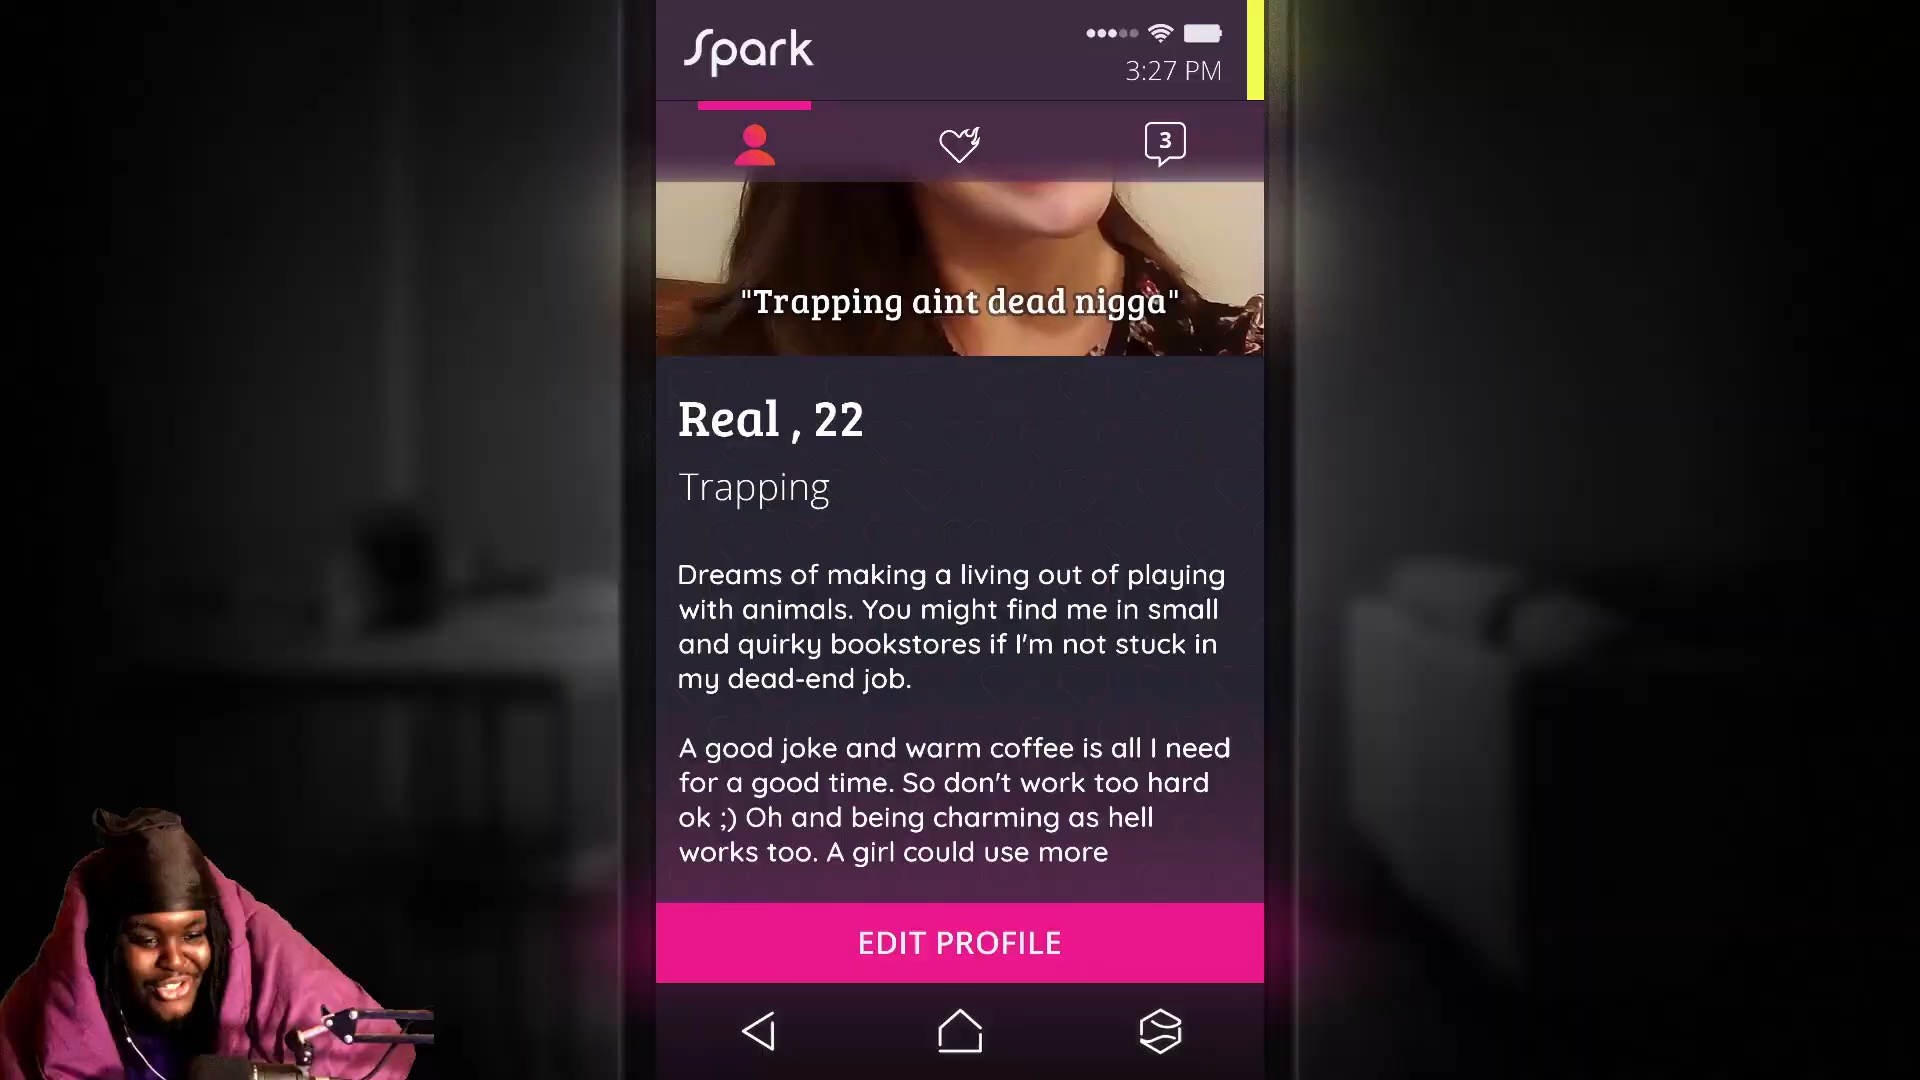 Spark
3:27 PM
3
"Trapping aint dead nigga"
Real , 22
Trapping
Dreams of making a living out of playing
with animals. You might find me in small
and quirky bookstores if I'm not stuck in
my dead-end job.
A good joke and warm coffee is all I need
for a good time. So don't work too hard
ok ;) Oh and being charming as hell
works too. A girl could use more
EDIT PROFILE